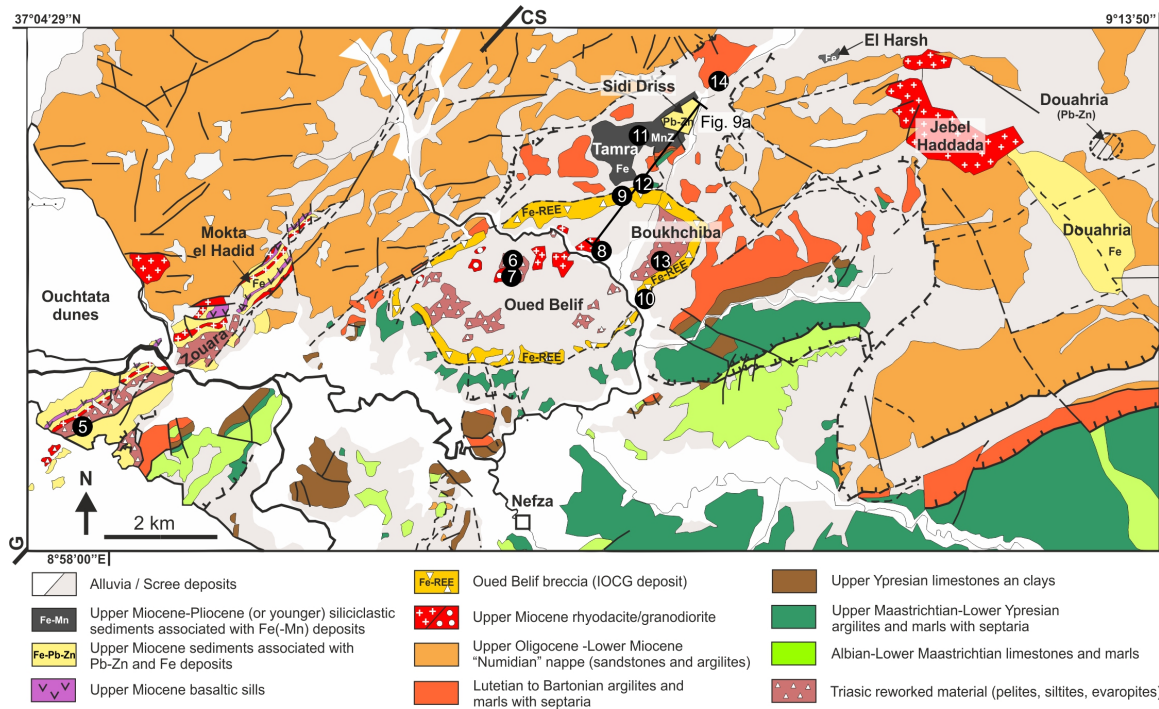 37°04'29"N
CS
9°13'50"
El Harsh
Fe
Sidi Driss
14
Douahria
(Pb-Zn)
Pb-Zn
Fig. 9a
11 MnZ
Tamra
Fe
Jebel
Haddada
12
9
Fe-REE
Mokta
el Hadid
Boukhchiba
Douahria
Fe
8
6
13
7
Fe-REE
Fe
Ouchtata
dunes
Oued Belif
10
Zouara
Fe-REE
5
N
2 km
Nefza
G
8°58'00"E
Alluvia / Scree deposits
Fe-Mn
Upper Miocene-Pliocene (or younger) siliciclastic
sediments associated with Fe(-Mn) deposits
Fe-Pb-Zn
Upper Miocene sediments associated with
Pb-Zn and Fe deposits
Upper Miocene basaltic sills
Fe-REE
Oued Belif breccia (IOCG deposit)
Upper Miocene rhyodacite/granodiorite
Upper Oligocene -Lower Miocene
“Numidian” nappe (sandstones and argilites)
Lutetian to Bartonian argilites and
marls with septaria
Upper Ypresian limestones an clays
Upper Maastrichtian-Lower Ypresian
argilites and marls with septaria
Albian-Lower Maastrichtian limestones and marls
Triasic reworked material (pelites, siltites, evaropites)